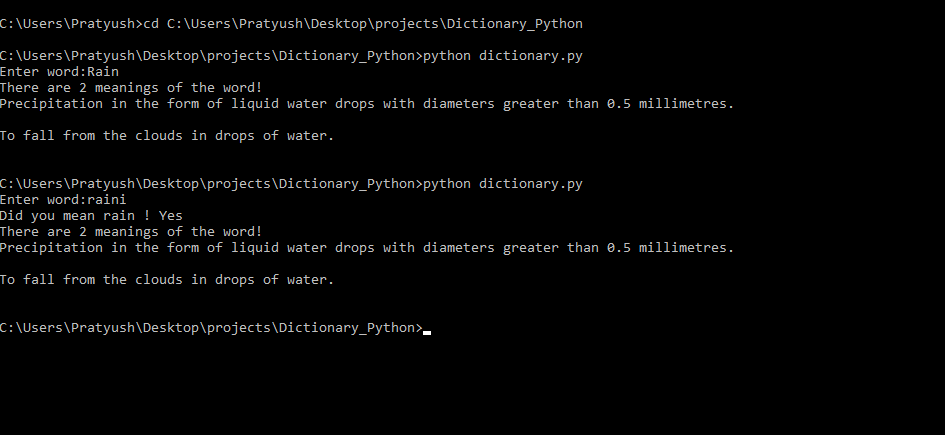 C:\Users\Pratyush>cd C:\Users\Pratyush\Desktop\projects\Dictionary_Python
C:\Users\Pratyush\Desktop\projects\Dictionary_Python>python dictionary.py
Enter word:Rain
There are 2 meanings of the word!
Precipitation in the form of liquid water drops with diameters greater than 0.5 millimetres.
To fall from the clouds in drops of water.
C:\Users\Pratyush\Desktop\projects\Dictionary_Python>python dictionary.py
Enter word:raini
Did you mean rain ! Yes
There are 2 meanings of the word!
Precipitation in the form of liquid water drops with diameters greater than 0.5 millimetres.
To fall from the clouds in drops of water.
C:\Users\Pratyush\Desktop\projects\Dictionary_Python>